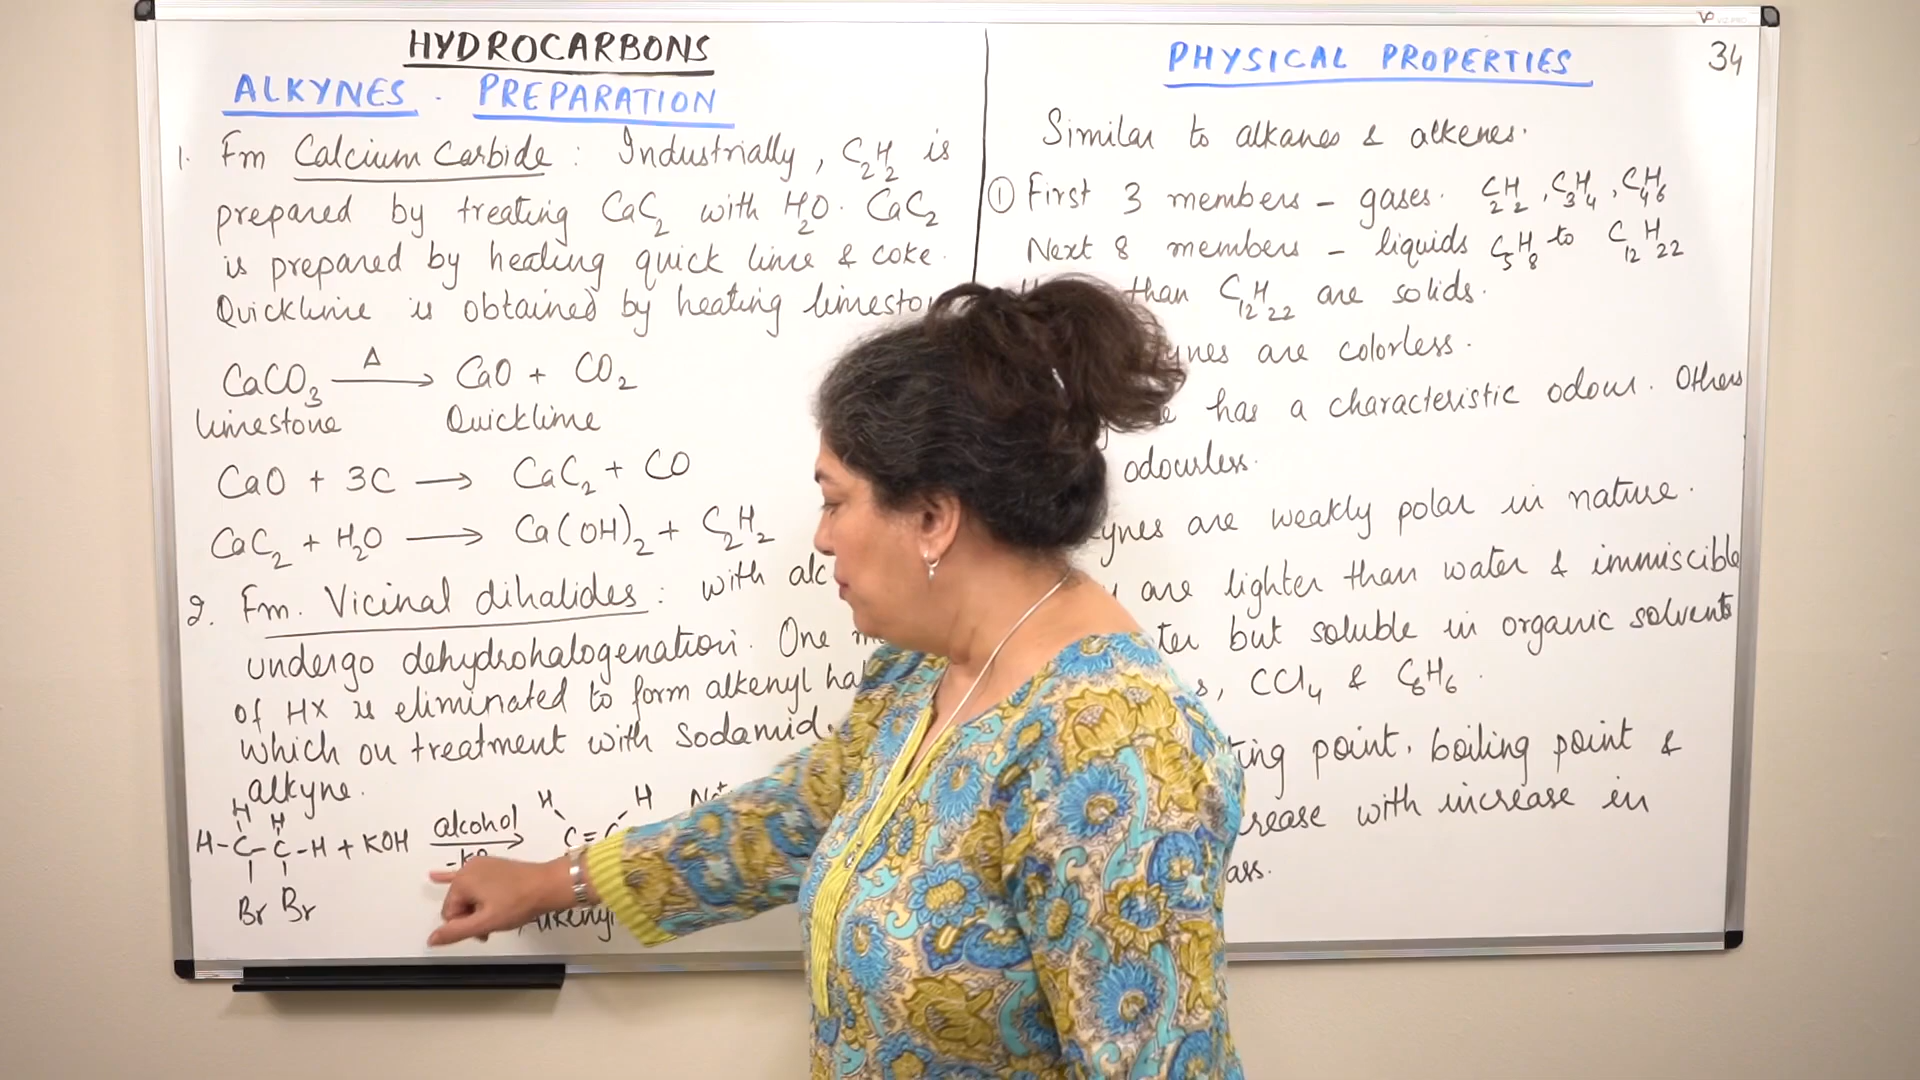 HYDROCARBONS
ALKYNES. PREPARATION
1. Fm Calcium Carbide: Industrially, C2H2 is
prepared by treating CaC2 with H2O. CaC2
is prepared by heating quick lime & coke.
Quicklime is obtained by heating limesto
CaCO3 —Δ→ CaO + CO2
limestone Quicklime
CaO + 3C → CaC2 + CO
CaC2 + H2O → Ca(OH)2 + C2H2
2. Fm. Vicinal dihalides: with alc
undergo dehydrohalogenation. One
of HX is eliminated to form alkenyl hal
which on treatment with Sodamid
alkyne.
H H H H
H-C-C-H + KOH alcohol → C=C
Br Br
PHYSICAL PROPERTIES
34
Similar to alkanes & alkenes.
① First 3 members - gases. C2H2, C3H4, C4H6
Next 8 members - liquids C5H8 to C12H22
than C12H22 are solids.
ynes are colorless.
e has a characteristic odour. Others
odourless.
ynes are weakly polar in nature.
are lighter than water & immiscible
ter but soluble in organic solvents
s, CCl4 & C6H6.
ting point, boiling point &
crease with increase in
ass.